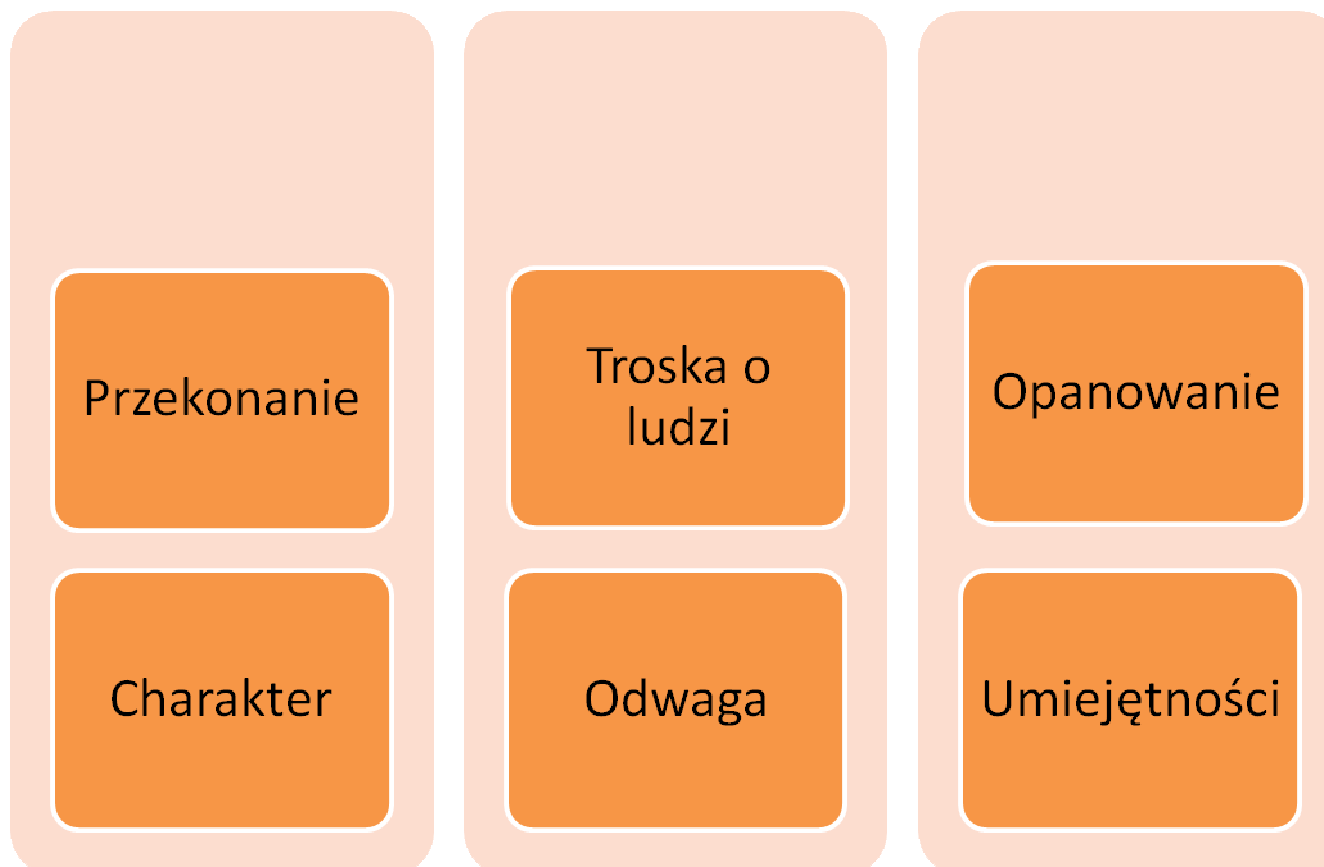 Przekonanie
Charakter
Troska o
ludzi
Odwaga
Opanowanie
Umiejętności